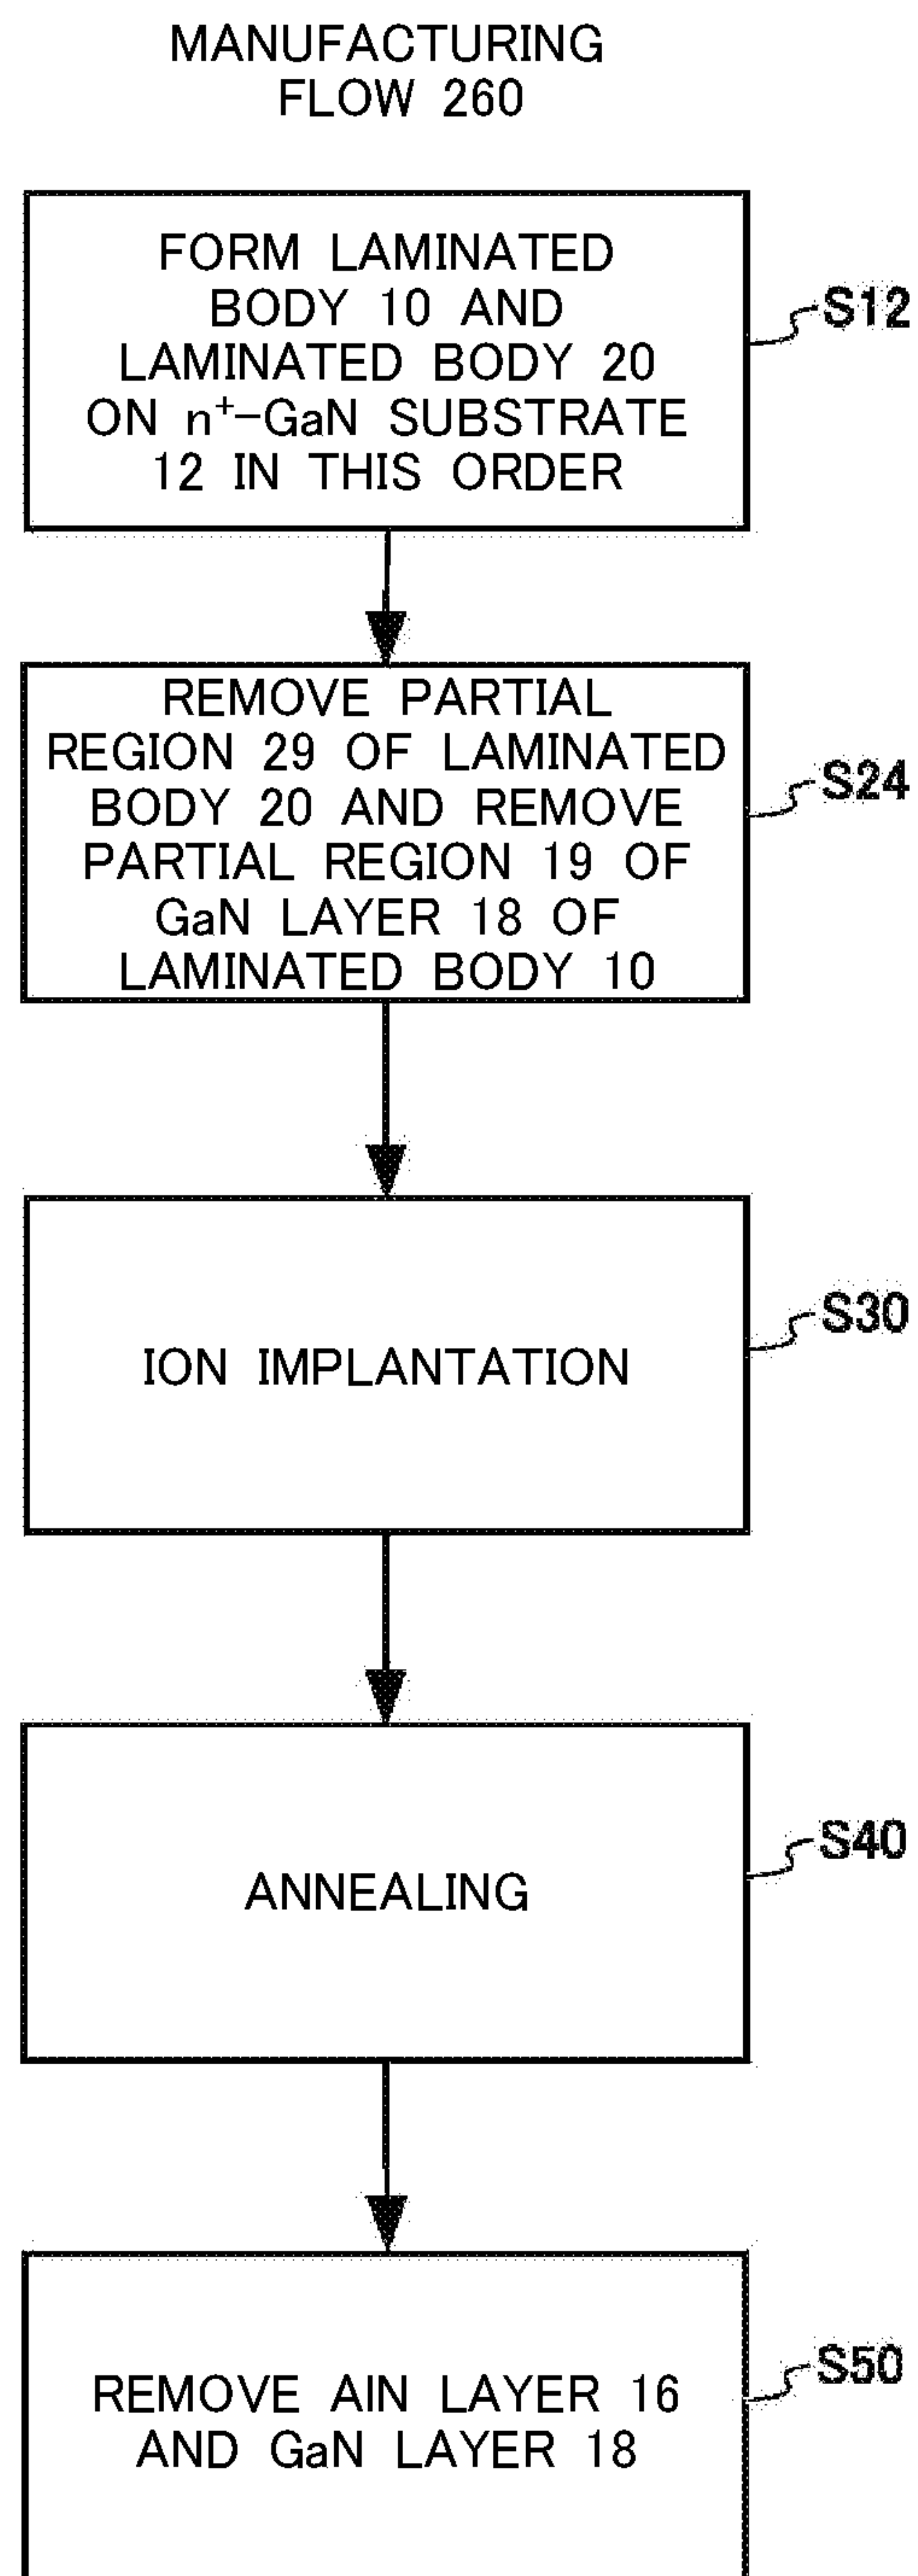 MANUFACTURING
FLOW 260
FORM LAMINATED
BODY 10 AND
LAMINATED BODY 20
ON n⁺-GaN SUBSTRATE
12 IN THIS ORDER
S12
REMOVE PARTIAL
REGION 29 OF LAMINATED
BODY 20 AND REMOVE
PARTIAL REGION 19 OF
GaN LAYER 18 OF
LAMINATED BODY 10
S24
ION IMPLANTATION
S30
ANNEALING
S40
REMOVE AlN LAYER 16
AND GaN LAYER 18
S50